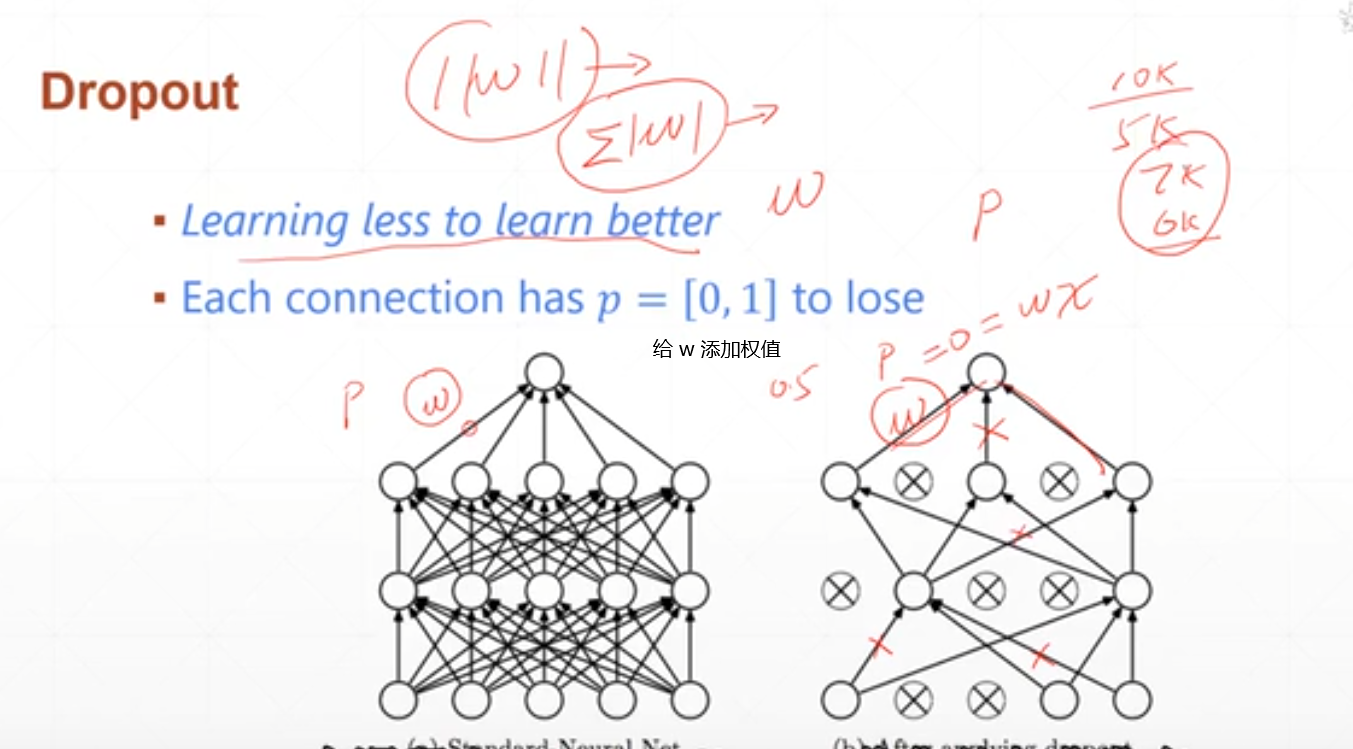 ||w||
Dropout
Σ|w|
10K
5K
7K
6K
w
p
▪ Learning less to learn better
▪ Each connection has p = [0, 1] to lose
给 w 添加权值
P = 0 = wx
0.5
P
w
w
(a) Standard Neural Net
(b) After applying dropout